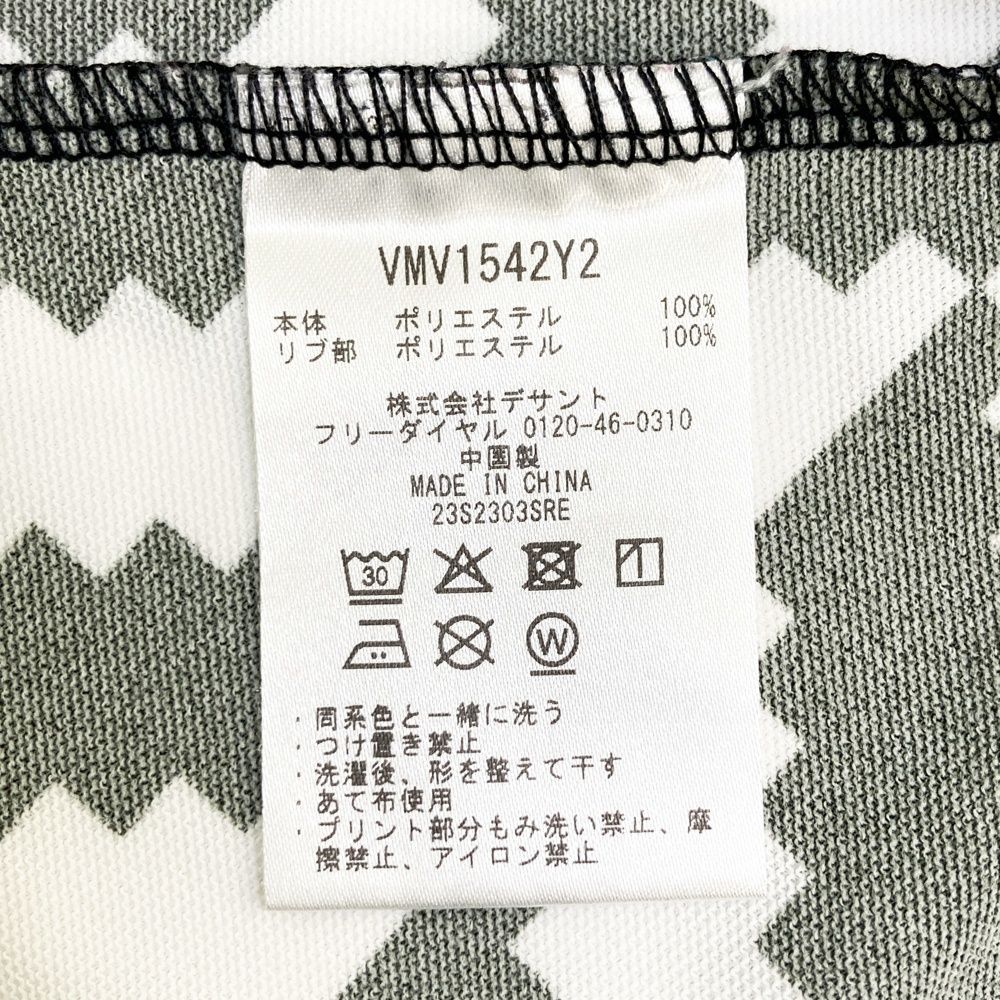 VMV1542Y2
本体 ポリエステル 100%
リブ部 ポリエステル 100%
株式会社デサント
フリーダイヤル 0120-46-0310
中国製
MADE IN CHINA
23S2303SRE
30
1
W
・同系色と一緒に洗う
・つけ置き禁止
・洗濯後、形を整えて干す
・あて布使用
・プリント部分もみ洗い禁止、摩
擦禁止、アイロン禁止